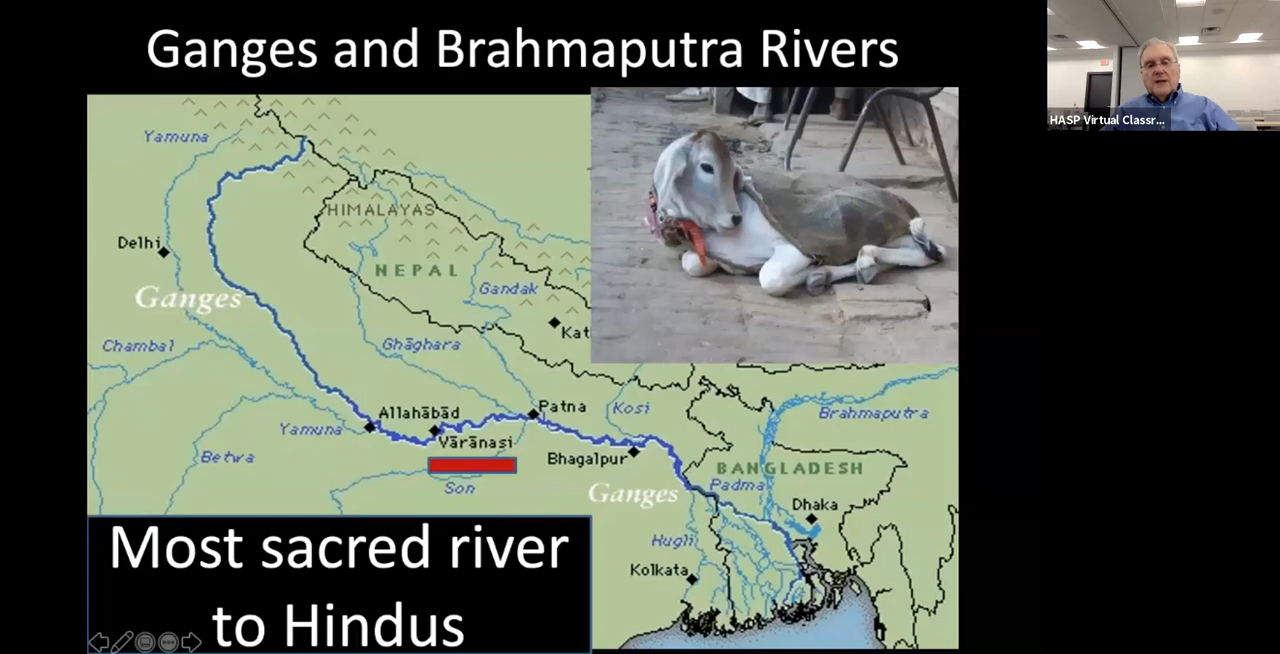 Ganges and Brahmaputra Rivers
HASP Virtual Classr...
Yamuna
HIMALAYAS
Delhi
NEPAL
Ganges
Gandak
Kat
Chambal
Ghāghara
Allahābād
Patna
Kosi
Brahmaputra
Yamuna
Vārānasi
Betwa
Bhagalpur
BANGLADESH
Son
Ganges
Padma
Dhaka
Hugli
Kolkata
Most sacred river
to Hindus